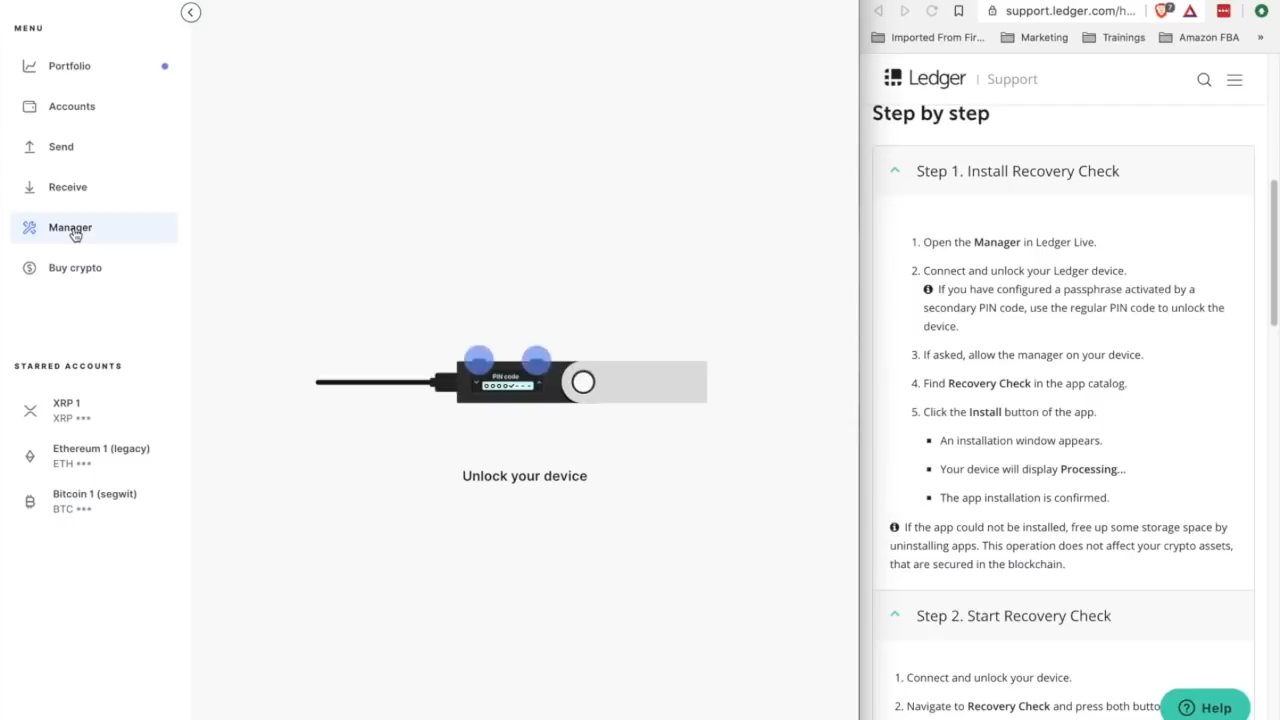 MENU
Portfolio
Accounts
Send
Receive
Manager
Buy crypto
STARRED ACCOUNTS
XRP 1
XRP ***
Ethereum 1 (legacy)
ETH ***
Bitcoin 1 (segwit)
BTC ***
PIN code
Unlock your device
support.ledger.com/h...
7
Imported From Fir...
Marketing
Trainings
Amazon FBA
»
Ledger
Support
Step by step
Step 1. Install Recovery Check
1. Open the Manager in Ledger Live.
2. Connect and unlock your Ledger device.
If you have configured a passphrase activated by a
secondary PIN code, use the regular PIN code to unlock the
device.
3. If asked, allow the manager on your device.
4. Find Recovery Check in the app catalog.
5. Click the Install button of the app.
▪ An installation window appears.
▪ Your device will display Processing...
▪ The app installation is confirmed.
If the app could not be installed, free up some storage space by
uninstalling apps. This operation does not affect your crypto assets,
that are secured in the blockchain.
Step 2. Start Recovery Check
1. Connect and unlock your device.
2. Navigate to Recovery Check and press both butto
Help